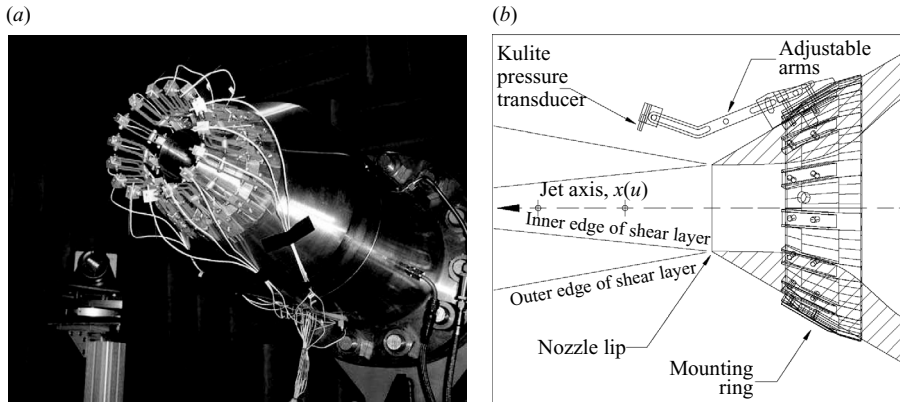 (a)
(b)
Kulite
pressure
transducer
Adjustable
arms
Jet axis, x(u)
Inner edge of shear layer
Outer edge of shear layer
Nozzle lip
Mounting
ring